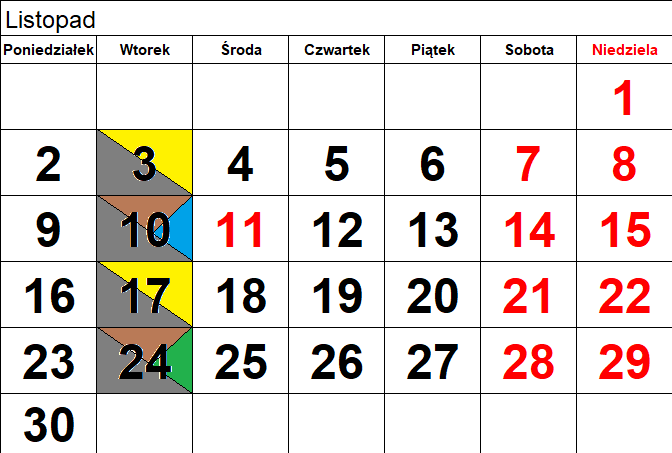 Listopad
Poniedziałek Wtorek Środa Czwartek Piątek Sobota Niedziela
1
2 3 4 5 6 7 8
9 10 11 12 13 14 15
16 17 18 19 20 21 22
23 24 25 26 27 28 29
30